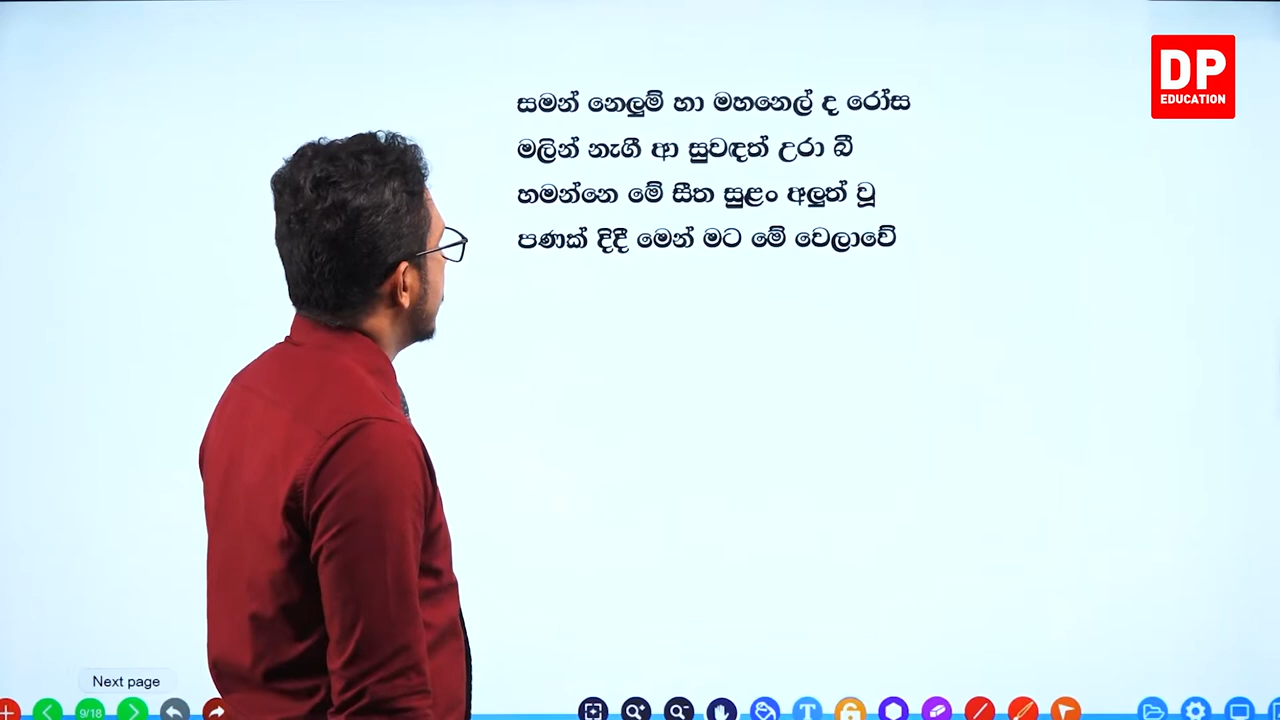 DP
EDUCATION
සමන් නෙලුම් හා මහනෙල් ද රෝස
මලින් නැගී ආ සුවඳත් උරා බී
හමන්නෙ මේ සීත සුළං අලුත් වූ
පණක් දිදී මෙන් මට මේ වෙලාවේ
Next page
9/18